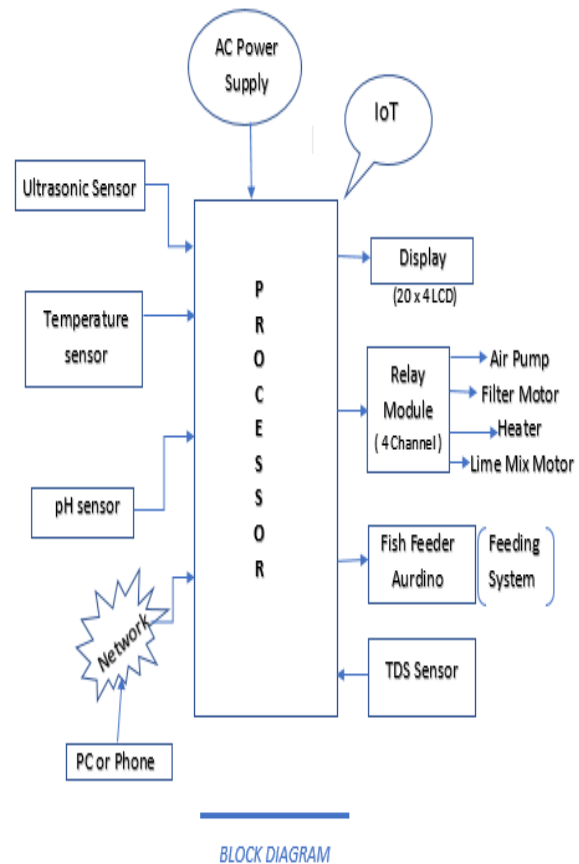 AC Power
Supply
IoT
Ultrasonic Sensor
Temperature
sensor
pH sensor
Network
PC or Phone
P
R
O
C
E
S
S
O
R
Display
(20 x 4 LCD)
Relay
Module
( 4 Channel )
Air Pump
Filter Motor
Heater
Lime Mix Motor
Fish Feeder
Aurdino
Feeding
System
TDS Sensor
BLOCK DIAGRAM